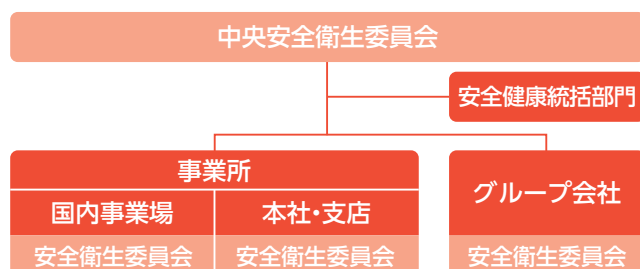 中央安全衛生委員会
安全健康統括部門
事業所
国内事業場
本社・支店
グループ会社
安全衛生委員会
安全衛生委員会
安全衛生委員会